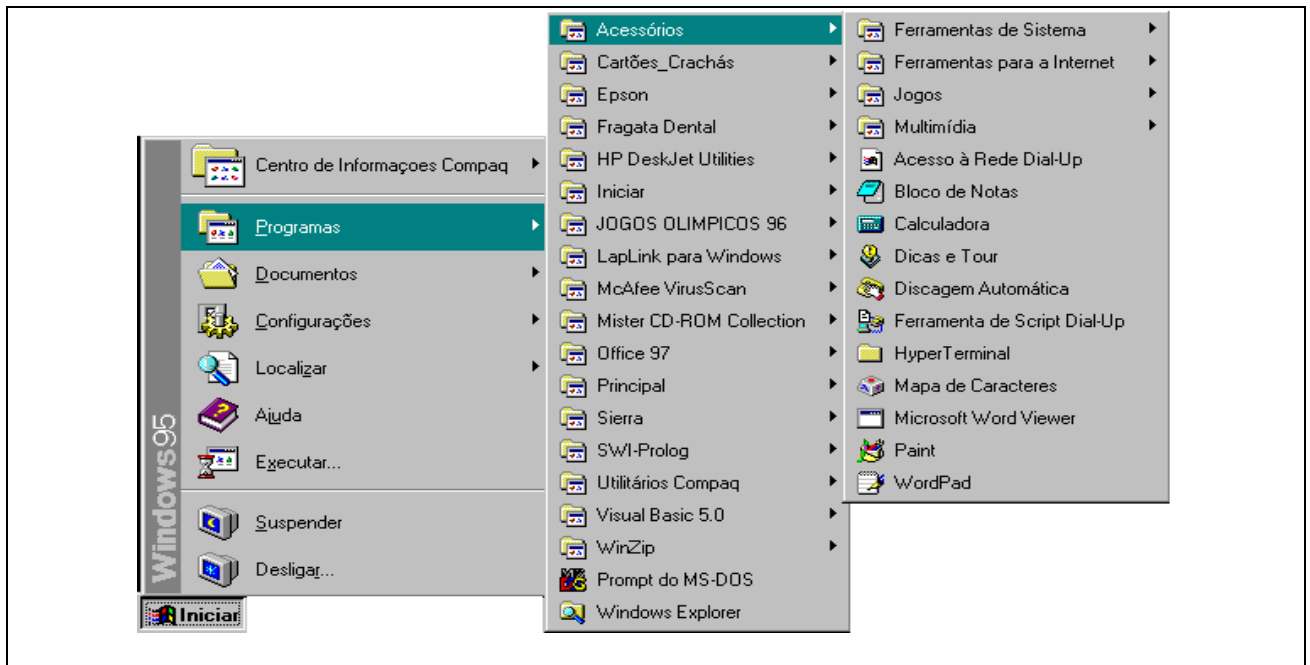 Centro de Informaçoes Compaq
Programas
Documentos
Configurações
Localizar
Ajuda
Executar...
Suspender
Desligar...
Windows95
Iniciar
Acessórios
Cartões_Crachás
Epson
Fragata Dental
HP DeskJet Utilities
Iniciar
JOGOS OLIMPICOS 96
LapLink para Windows
McAfee VirusScan
Mister CD-ROM Collection
Office 97
Principal
Sierra
SWI-Prolog
Utilitários Compaq
Visual Basic 5.0
WinZip
Prompt do MS-DOS
Windows Explorer
Ferramentas de Sistema
Ferramentas para a Internet
Jogos
Multimídia
Acesso à Rede Dial-Up
Bloco de Notas
Calculadora
Dicas e Tour
Discagem Automática
Ferramenta de Script Dial-Up
HyperTerminal
Mapa de Caracteres
Microsoft Word Viewer
Paint
WordPad